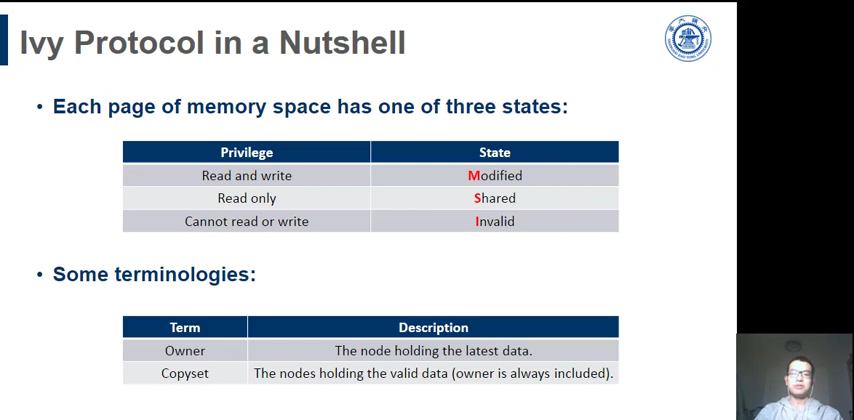 Ivy Protocol in a Nutshell
• Each page of memory space has one of three states:
Privilege State
Read and write Modified
Read only Shared
Cannot read or write Invalid
• Some terminologies:
Term Description
Owner The node holding the latest data.
Copyset The nodes holding the valid data (owner is always included).